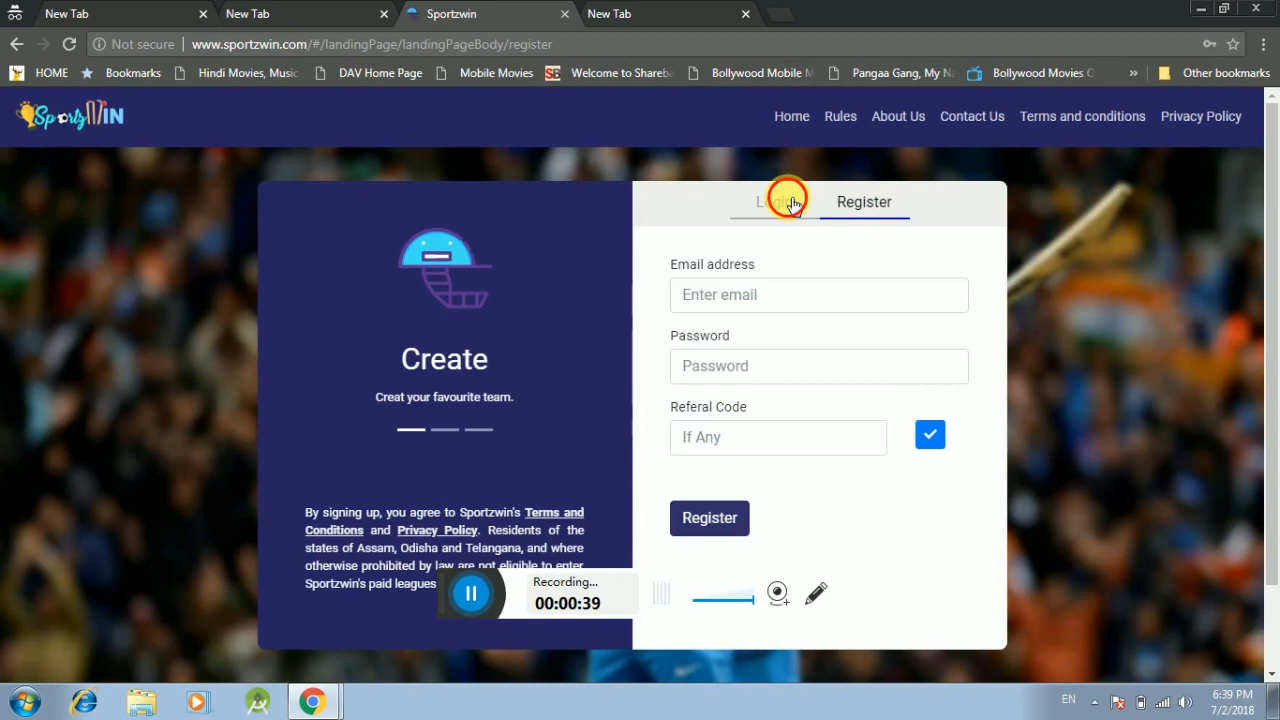 New Tab
New Tab
Sportzwin
New Tab
Not secure
www.sportzwin.com/#/landingPage/landingPageBody/register
HOME
Bookmarks
Hindi Movies, Music
DAV Home Page
Mobile Movies
Welcome to Shareba
Bollywood Mobile M
Pangaa Gang, My Na
Bollywood Movies O
»
Other bookmarks
SportzWIN
Home
Rules
About Us
Contact Us
Terms and conditions
Privacy Policy
Login
Register
Create
Creat your favourite team.
By signing up, you agree to Sportzwin's Terms and
Conditions and Privacy Policy. Residents of the
states of Assam, Odisha and Telangana, and where
otherwise prohibited by law are not eligible to enter
Sportzwin's paid leagues
Email address
Enter email
Password
Password
Referal Code
If Any
Register
Recording...
00:00:39
EN
6:39 PM
7/2/2018